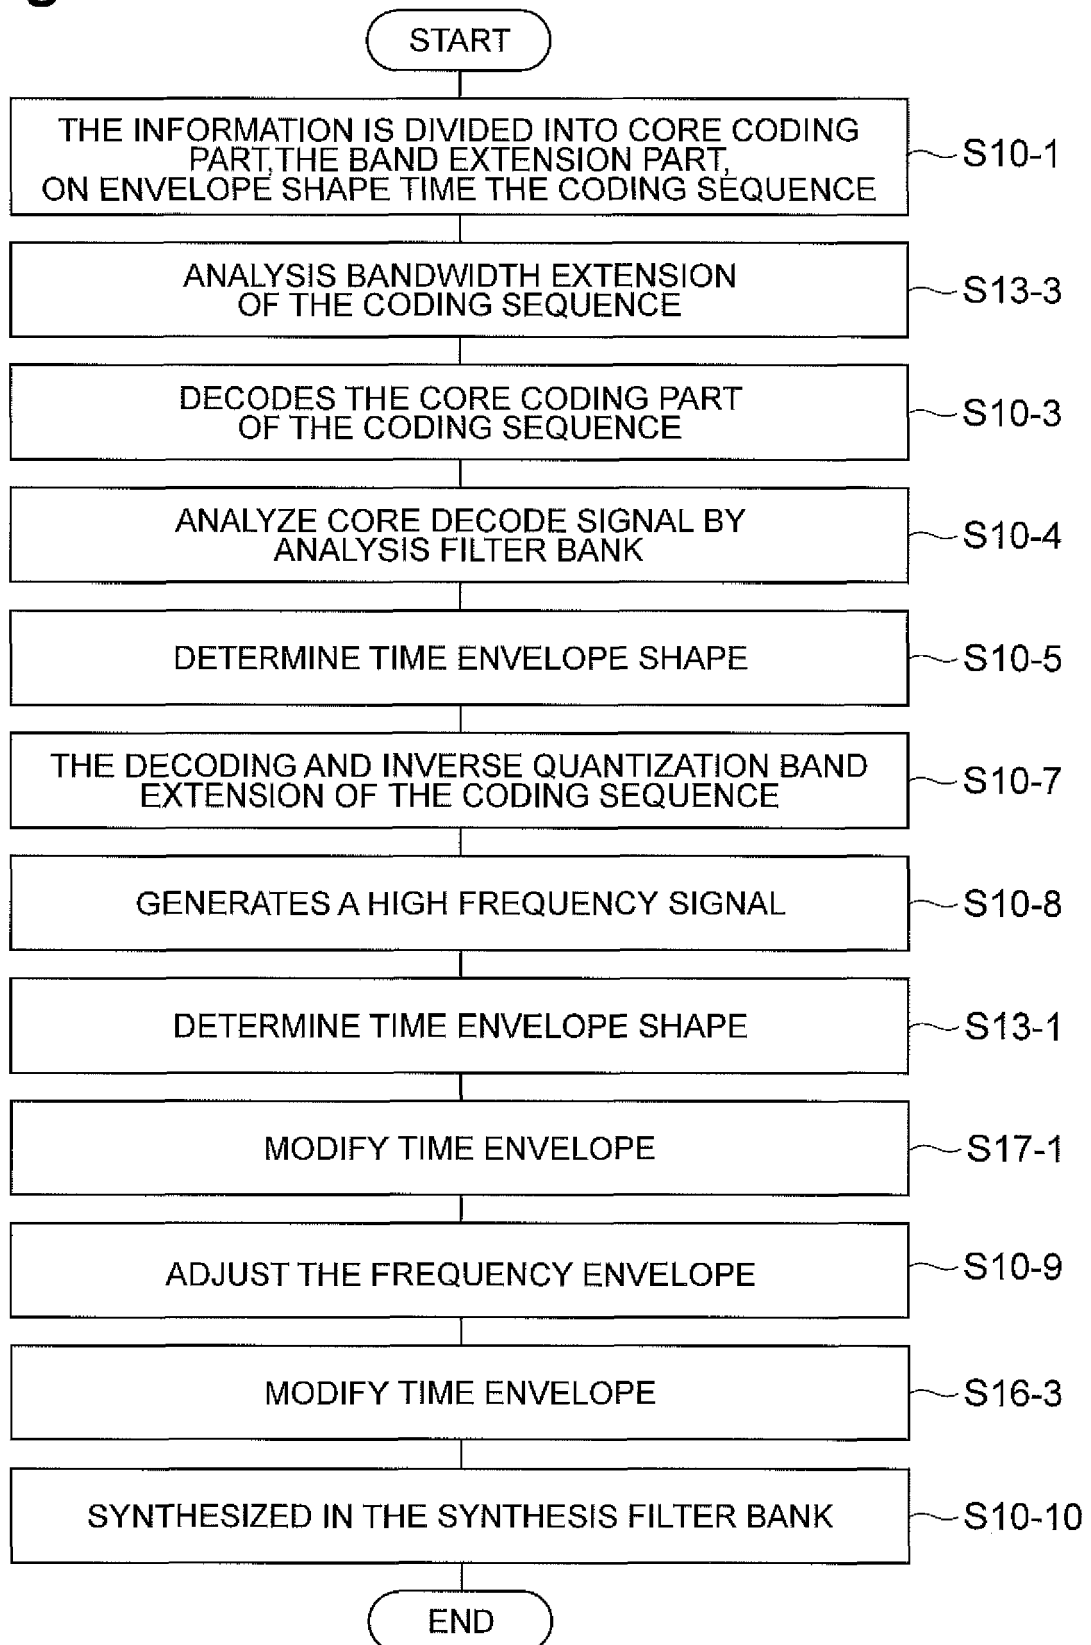 START
THE INFORMATION IS DIVIDED INTO CORE CODING
PART, THE BAND EXTENSION PART,
ON ENVELOPE SHAPE TIME THE CODING SEQUENCE
S10-1
ANALYSIS BANDWIDTH EXTENSION
OF THE CODING SEQUENCE
S13-3
DECODES THE CORE CODING PART
OF THE CODING SEQUENCE
S10-3
ANALYZE CORE DECODE SIGNAL BY
ANALYSIS FILTER BANK
S10-4
DETERMINE TIME ENVELOPE SHAPE
S10-5
THE DECODING AND INVERSE QUANTIZATION BAND
EXTENSION OF THE CODING SEQUENCE
S10-7
GENERATES A HIGH FREQUENCY SIGNAL
S10-8
DETERMINE TIME ENVELOPE SHAPE
S13-1
MODIFY TIME ENVELOPE
S17-1
ADJUST THE FREQUENCY ENVELOPE
S10-9
MODIFY TIME ENVELOPE
S16-3
SYNTHESIZED IN THE SYNTHESIS FILTER BANK
S10-10
END